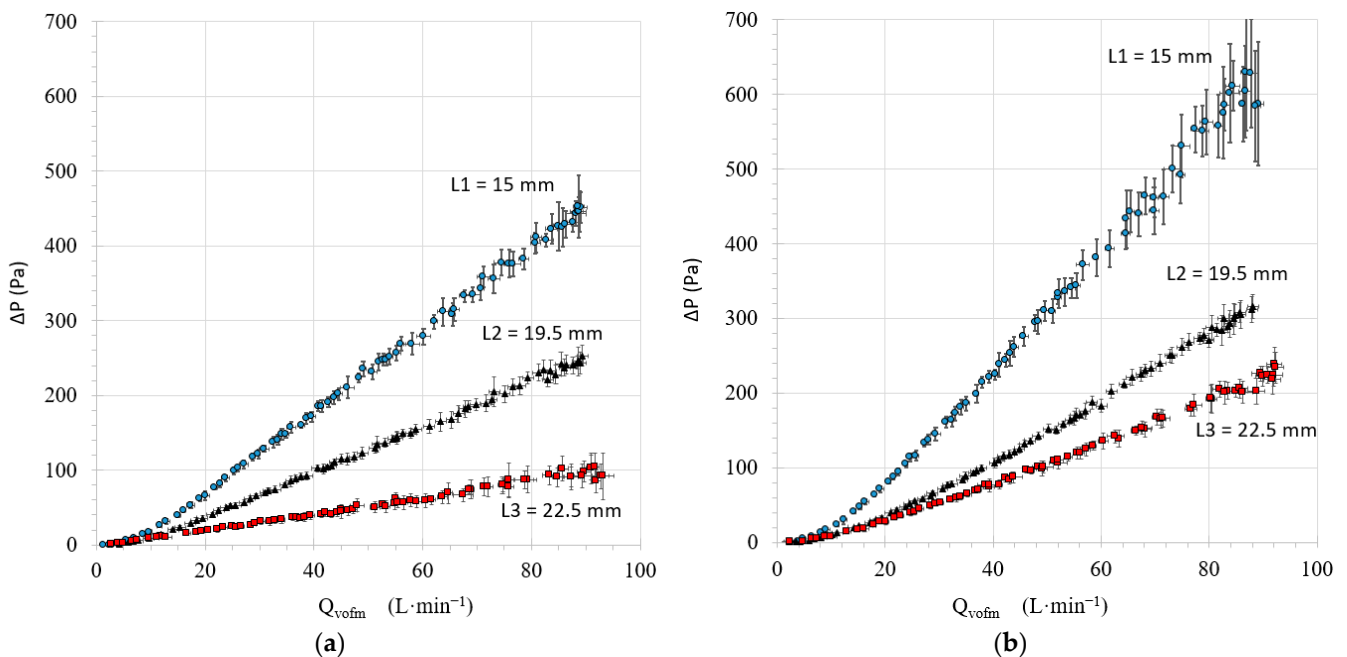 700
600
500
400
300
200
100
0
ΔP (Pa)
L1 = 15 mm
L2 = 19.5 mm
L3 = 22.5 mm
0 20 40 60 80 100
Qvofm (L·min⁻¹)
(a)
700
600
500
400
300
200
100
0
ΔP (Pa)
L1 = 15 mm
L2 = 19.5 mm
L3 = 22.5 mm
0 20 40 60 80 100
Qvofm (L·min⁻¹)
(b)